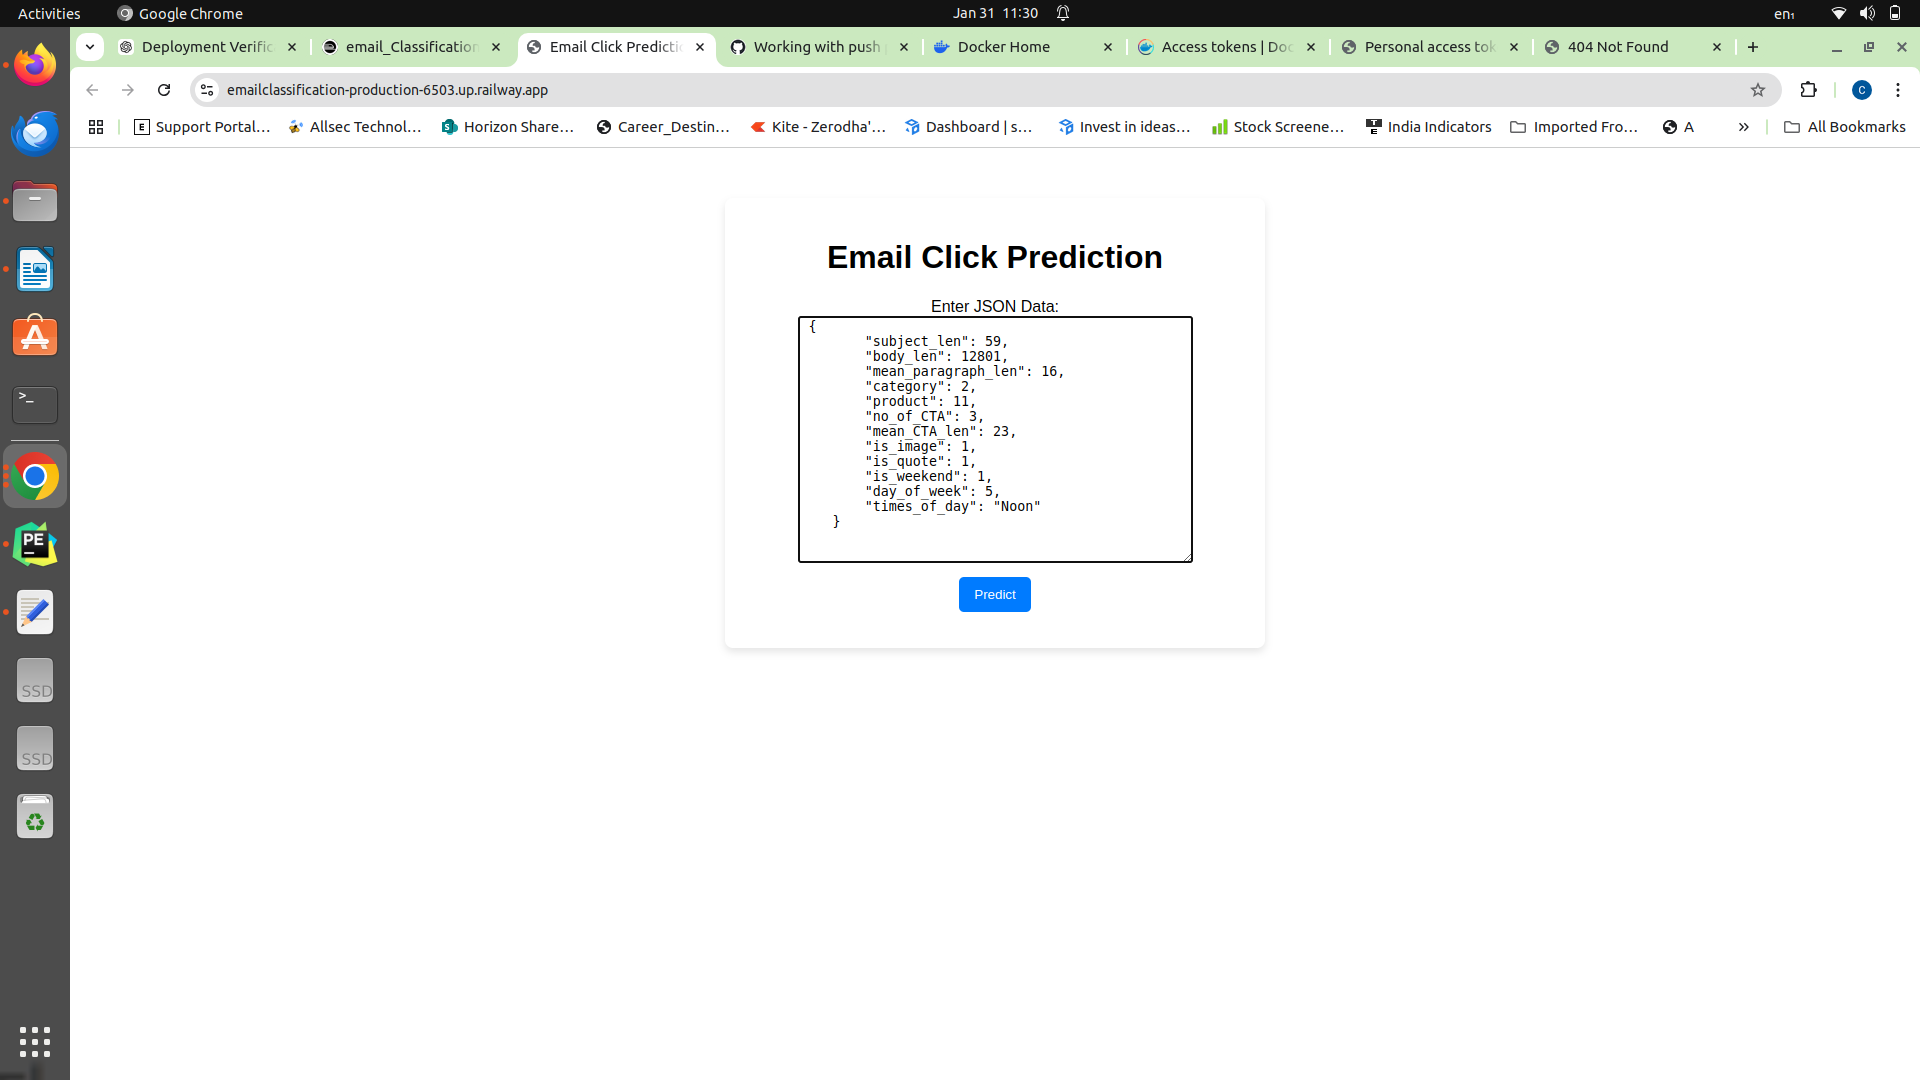 Activities
Google Chrome
Jan 31 11:30
en₁
Deployment Verific
email_Classification
Email Click Predicti
Working with push
Docker Home
Access tokens | Doc
Personal access tok
404 Not Found
emailclassification-production-6503.up.railway.app
Support Portal...
Allsec Technol...
Horizon Share...
Career_Destin...
Kite - Zerodha'...
Dashboard | s...
Invest in ideas...
Stock Screene...
India Indicators
Imported Fro...
A
»
All Bookmarks
Email Click Prediction
Enter JSON Data:
{
"subject_len": 59,
"body_len": 12801,
"mean_paragraph_len": 16,
"category": 2,
"product": 11,
"no_of_CTA": 3,
"mean_CTA_len": 23,
"is_image": 1,
"is_quote": 1,
"is_weekend": 1,
"day_of_week": 5,
"times_of_day": "Noon"
}
Predict
>_
PE
SSD
SSD